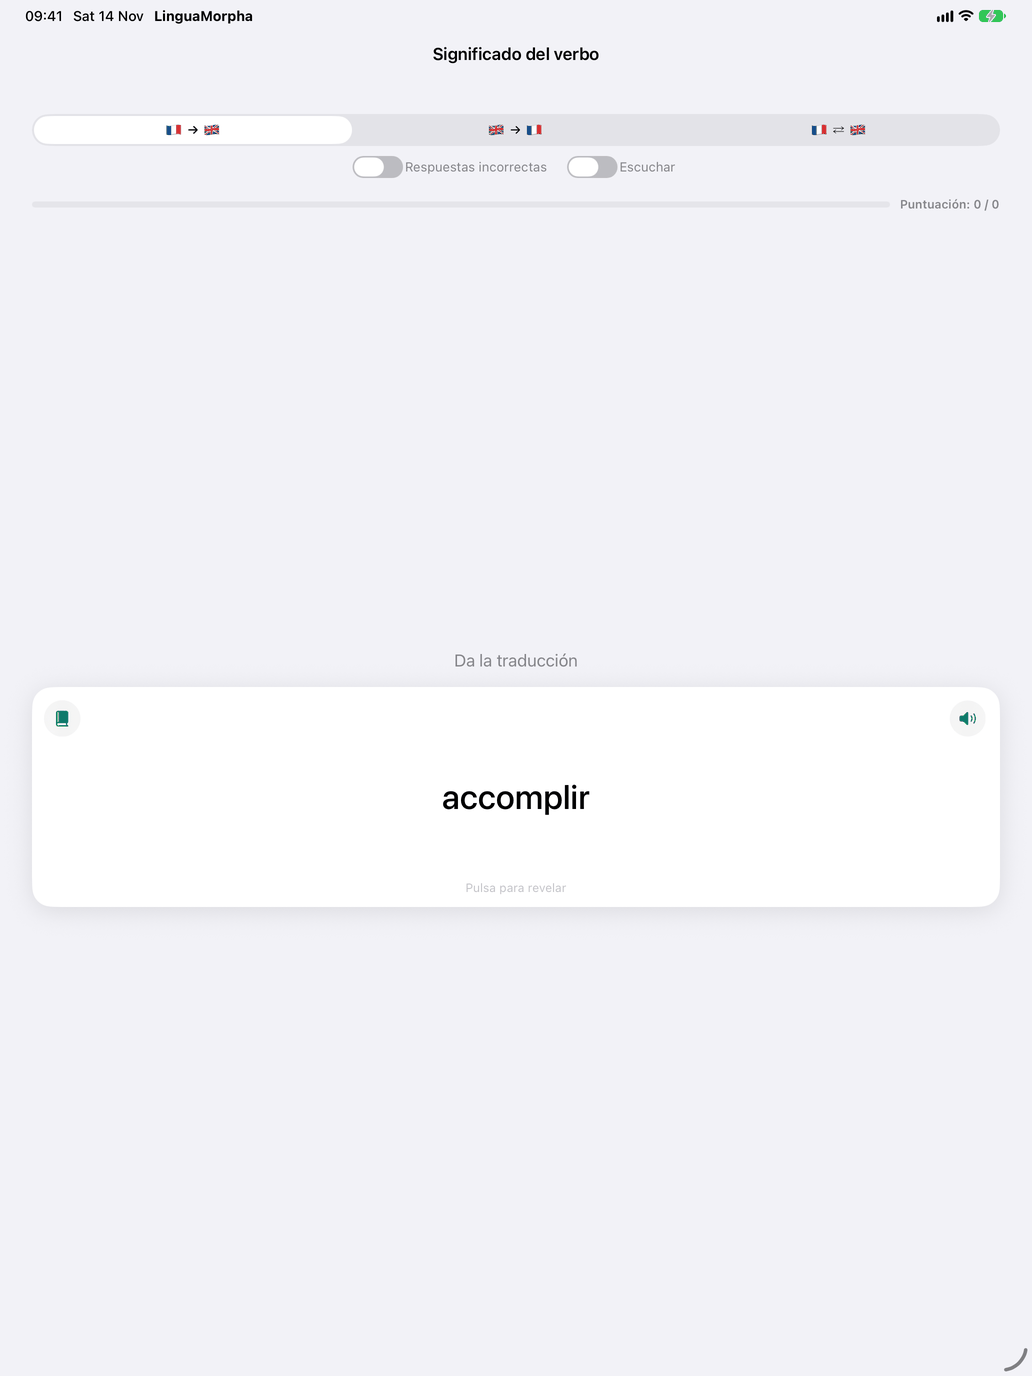 09:41 Sat 14 Nov LinguaMorpha
Significado del verbo
🇫🇷 → 🇬🇧 🇬🇧 → 🇫🇷 🇫🇷 ⇄ 🇬🇧
Respuestas incorrectas Escuchar
Puntuación: 0 / 0
Da la traducción
accomplir
Pulsa para revelar